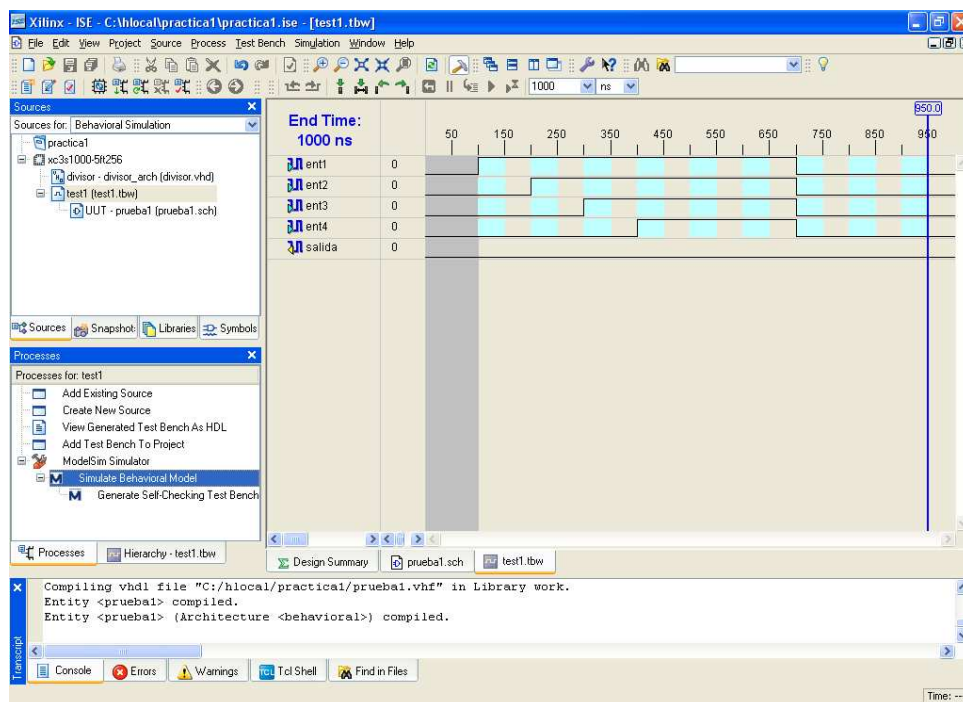 Xilinx - ISE - C:\hlocal\practica1\practica1.ise - [test1.tbw]
File Edit View Project Source Process Test Bench Simulation Window Help
1000 ns
Sources
Sources for: Behavioral Simulation
practica1
xc3s1000-5ft256
divisor - divisor_arch (divisor.vhd)
test1 (test1.tbw)
UUT - prueba1 (prueba1.sch)
Sources Snapshot Libraries Symbols
Processes
Processes for: test1
Add Existing Source
Create New Source
View Generated Test Bench As HDL
Add Test Bench To Project
ModelSim Simulator
Simulate Behavioral Model
Generate Self-Checking Test Bench
Processes Hierarchy - test1.tbw
End Time:
1000 ns
950.0
50 150 250 350 450 550 650 750 850 950
ent1 0
ent2 0
ent3 0
ent4 0
salida 0
Design Summary prueba1.sch test1.tbw
Transcript
Compiling vhdl file "C:/hlocal/practica1/prueba1.vhf" in Library work.
Entity <prueba1> compiled.
Entity <prueba1> (Architecture <behavioral>) compiled.
Console Errors Warnings Tcl Shell Find in Files
Time: --